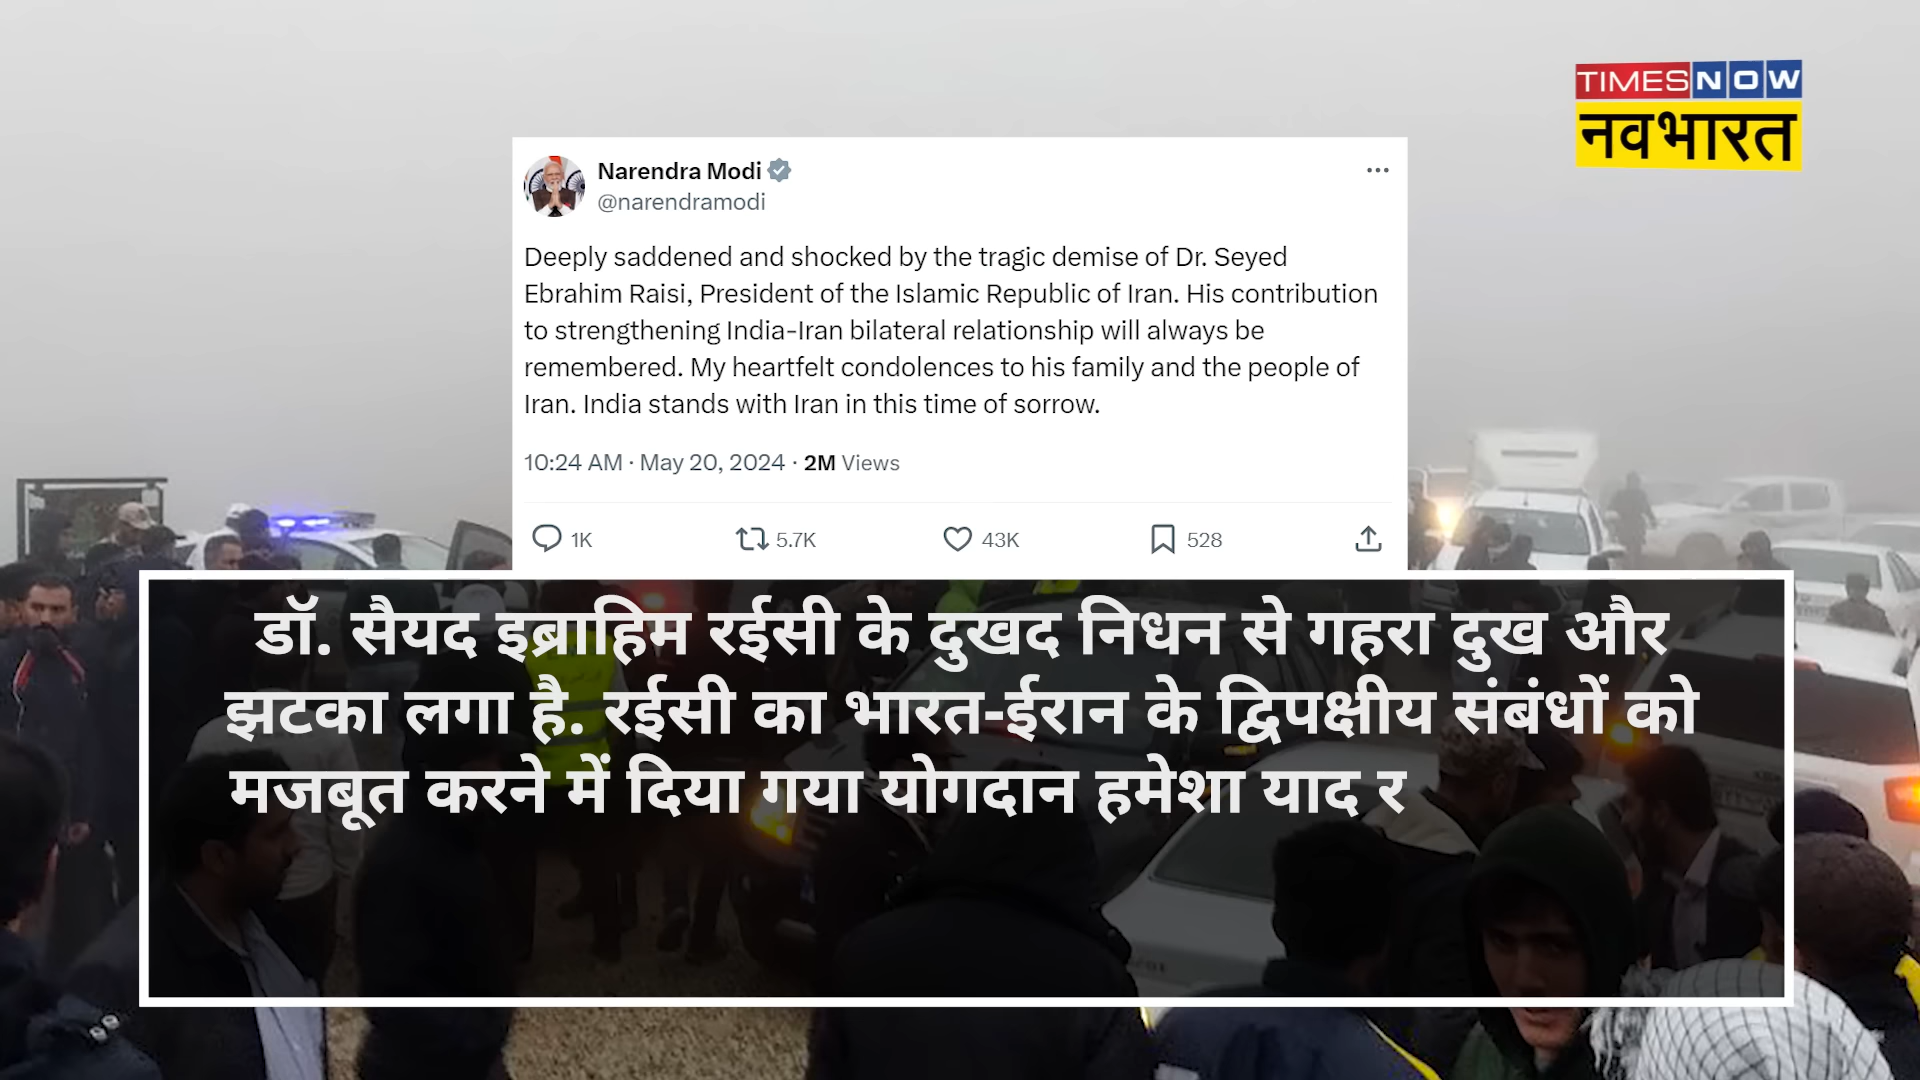 TIMES NOW
नवभारत
Narendra Modi
@narendramodi
Deeply saddened and shocked by the tragic demise of Dr. Seyed
Ebrahim Raisi, President of the Islamic Republic of Iran. His contribution
to strengthening India-Iran bilateral relationship will always be
remembered. My heartfelt condolences to his family and the people of
Iran. India stands with Iran in this time of sorrow.
10:24 AM · May 20, 2024 · 2M Views
1K 5.7K 43K 528
डॉ. सैयद इब्राहिम रईसी के दुखद निधन से गहरा दुख और
झटका लगा है. रईसी का भारत-ईरान के द्विपक्षीय संबंधों को
मजबूत करने में दिया गया योगदान हमेशा याद र